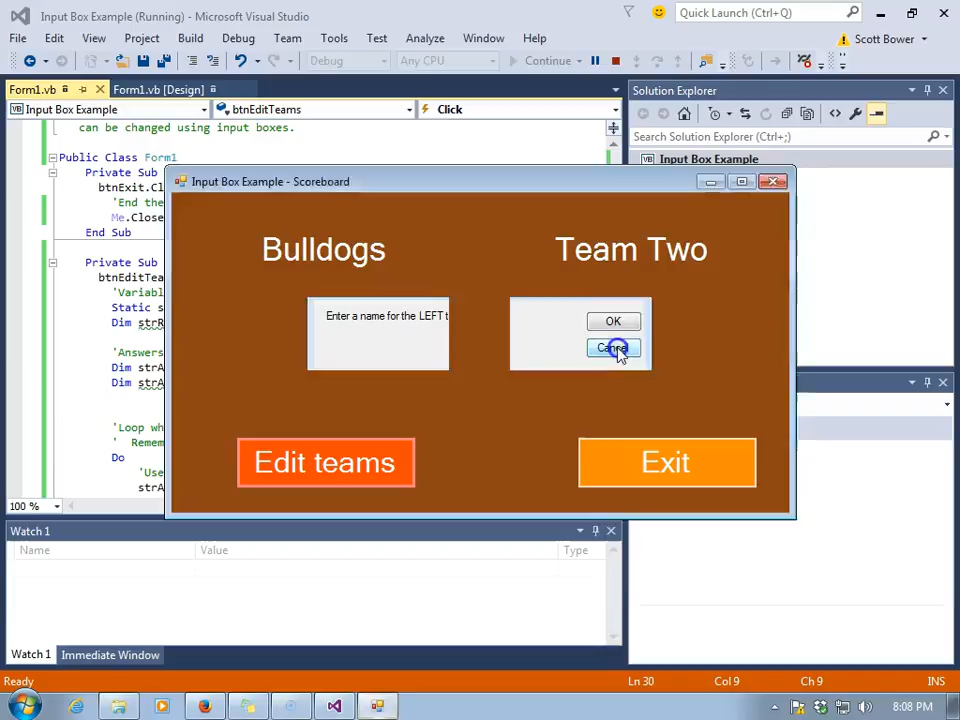 Input Box Example (Running) - Microsoft Visual Studio
Quick Launch (Ctrl+Q)
File Edit View Project Build Debug Team Tools Test Analyze Window Help
Scott Bower
Debug Any CPU Continue
Form1.vb Form1.vb [Design]
Solution Explorer
Input Box Example btnEditTeams Click
can be changed using input boxes.
Search Solution Explorer (Ctrl+;)
Public Class Form1
Input Box Example
Private Sub
Input Box Example - Scoreboard
btnExit.Cl
'End the
Me.Close
End Sub
Bulldogs Team Two
Private Sub
btnEditTea
'Variabl
Static s
Dim strR
Enter a name for the LEFT t
OK
'Answers
Dim strA
Dim strA
'Loop wh
' Remem
Do
'Use
strA
Edit teams Exit
100 %
Watch 1
Name Value Type
Watch 1 Immediate Window
Ready Ln 30 Col 9 Ch 9 INS
8:08 PM